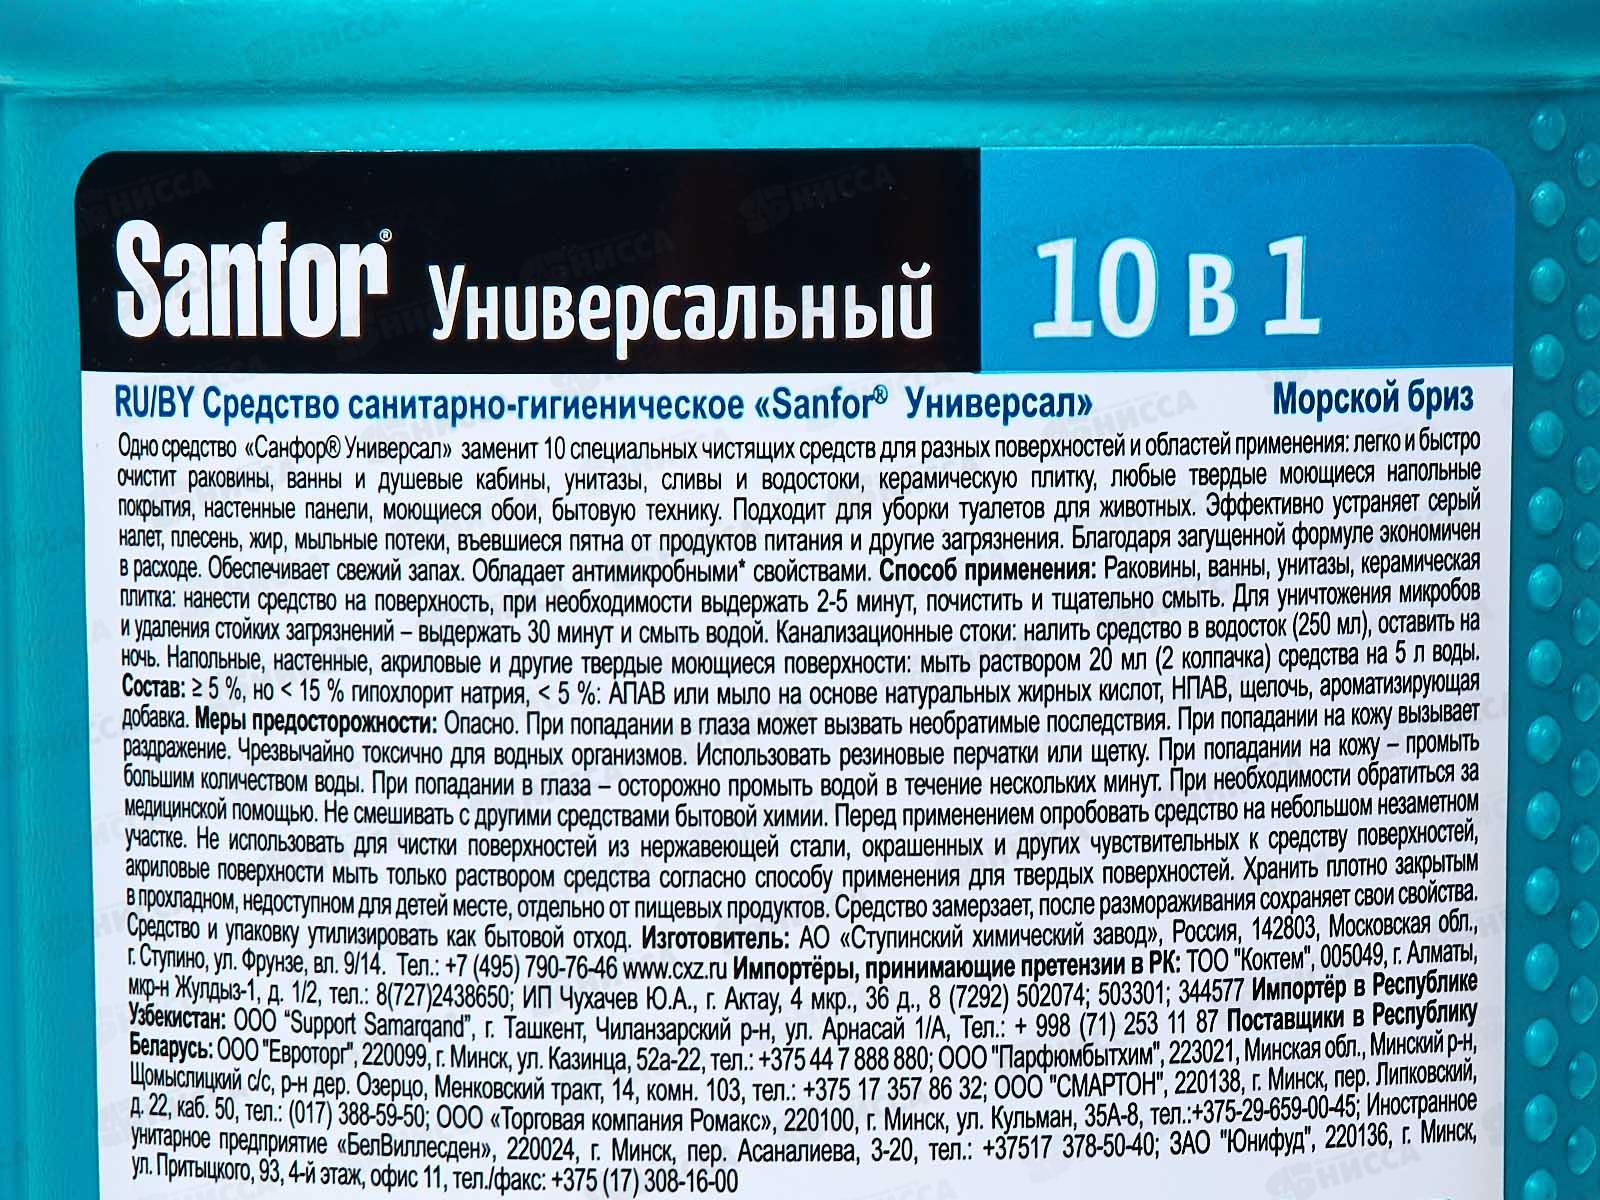 Sanfor® Универсальный 10 в 1
RU/BY Средство санитарно-гигиеническое «Sanfor® Универсал» Морской бриз
Одно средство «Санфор® Универсал» заменит 10 специальных чистящих средств для разных поверхностей и областей применения: легко и быстро
очистит раковины, ванны и душевые кабины, унитазы, сливы и водостоки, керамическую плитку, любые твердые моющиеся напольные
покрытия, настенные панели, моющиеся обои, бытовую технику. Подходит для уборки туалетов для животных. Эффективно устраняет серый
налет, плесень, жир, мыльные потеки, въевшиеся пятна от продуктов питания и другие загрязнения. Благодаря загущенной формуле экономичен
в расходе. Обеспечивает свежий запах. Обладает антимикробными* свойствами. Способ применения: Раковины, ванны, унитазы, керамическая
плитка: нанести средство на поверхность, при необходимости выдержать 2-5 минут, почистить и тщательно смыть. Для уничтожения микробов
и удаления стойких загрязнений – выдержать 30 минут и смыть водой. Канализационные стоки: налить средство в водосток (250 мл), оставить на
ночь. Напольные, настенные, акриловые и другие твердые моющиеся поверхности: мыть раствором 20 мл (2 колпачка) средства на 5 л воды.
Состав: ≥ 5 %, но < 15 % гипохлорит натрия, < 5 %: АПАВ или мыло на основе натуральных жирных кислот, НПАВ, щелочь, ароматизирующая
добавка. Меры предосторожности: Опасно. При попадании в глаза может вызвать необратимые последствия. При попадании на кожу вызывает
раздражение. Чрезвычайно токсично для водных организмов. Использовать резиновые перчатки или щетку. При попадании на кожу – промыть
большим количеством воды. При попадании в глаза – осторожно промыть водой в течение нескольких минут. При необходимости обратиться за
медицинской помощью. Не смешивать с другими средствами бытовой химии. Перед применением опробовать средство на небольшом незаметном
участке. Не использовать для чистки поверхностей из нержавеющей стали, окрашенных и других чувствительных к средству поверхностей,
акриловые поверхности мыть только раствором средства согласно способу применения для твердых поверхностей. Хранить плотно закрытым
в прохладном, недоступном для детей месте, отдельно от пищевых продуктов. Средство замерзает, после размораживания сохраняет свои свойства.
Средство и упаковку утилизировать как бытовой отход. Изготовитель: АО «Ступинский химический завод», Россия, 142803, Московская обл.,
г. Ступино, ул. Фрунзе, вл. 9/14. Тел.: +7 (495) 790-76-46 www.cxz.ru Импортёры, принимающие претензии в РК: ТОО "Коктем", 005049, г. Алматы,
мкр-н Жулдыз-1, д. 1/2, тел.: 8(727)2438650; ИП Чухачев Ю.А., г. Актау, 4 мкр., 36 д., 8 (7292) 502074; 503301; 344577 Импортёр в Республике
Узбекистан: ООО “Support Samarqand”, г. Ташкент, Чиланзарский р-н, ул. Арнасай 1/А, Тел.: + 998 (71) 253 11 87 Поставщики в Республику
Беларусь: ООО "Евроторг", 220099, г. Минск, ул. Казинца, 52а-22, тел.: +375 44 7 888 880; ООО "Парфюмбытхим", 223021, Минская обл., Минский р-н,
Щомыслицкий с/с, р-н дер. Озерцо, Менковский тракт, 14, комн. 103, тел.: +375 17 357 86 32; ООО "СМАРТОН", 220138, г. Минск, пер. Липковский,
д. 22, каб. 50, тел.: (017) 388-59-50; ООО «Торговая компания Ромакс», 220100, г. Минск, ул. Кульман, 35А-8, тел.:+375-29-659-00-45; Иностранное
унитарное предприятие «БелВиллесден», 220024, г. Минск, пер. Асаналиева, 3-20, тел.: +37517 378-50-40; ЗАО "Юнифуд", 220136, г. Минск,
ул. Притыцкого, 93, 4-й этаж, офис 11, тел./факс: +375 (17) 308-16-00